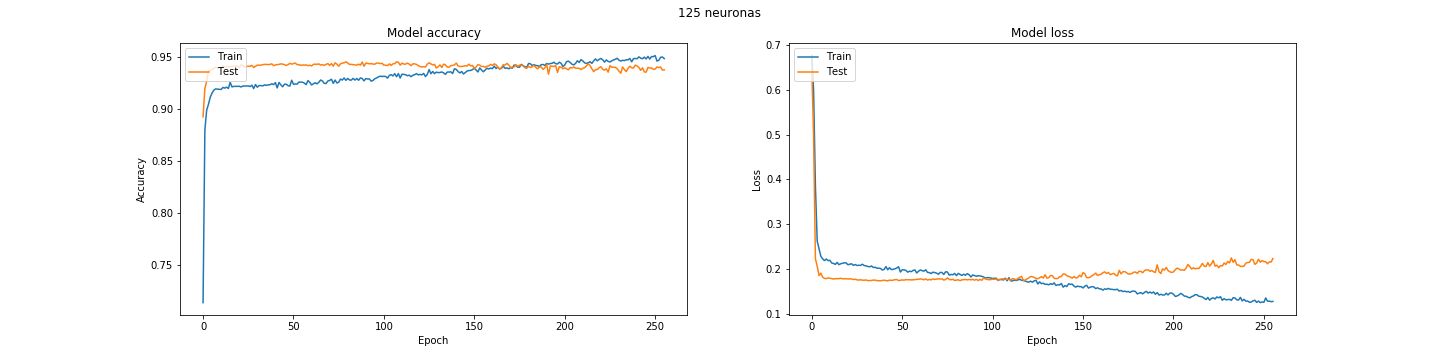 125 neuronas
Model accuracy
Train
Test
0.95
0.90
0.85
0.80
0.75
Accuracy
0 50 100 150 200 250
Epoch
Model loss
Train
Test
0.7
0.6
0.5
0.4
0.3
0.2
0.1
Loss
0 50 100 150 200 250
Epoch